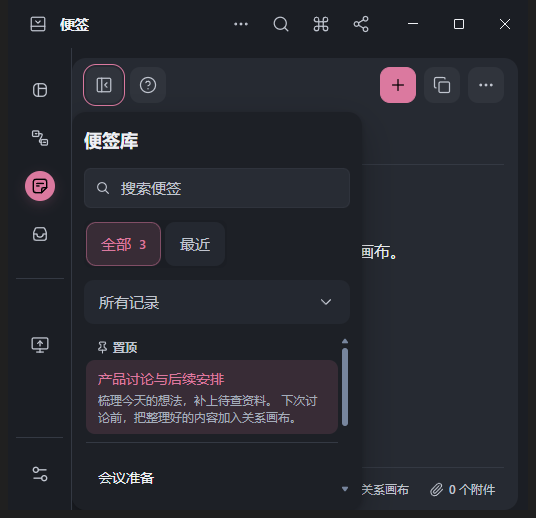 便签
便签库
画布。
搜索便签
全部 3
最近
所有记录
置顶
产品讨论与后续安排
梳理今天的想法，补上待查资料。 下次讨
论前，把整理好的内容加入关系画布。
会议准备
关系画布
0 个附件